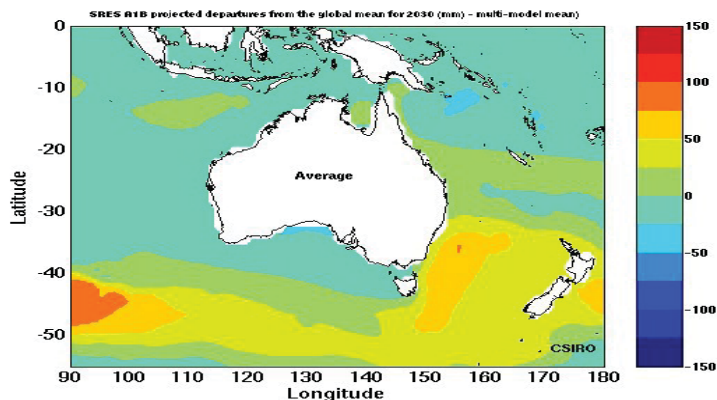 SRES A1B projected departures from the global mean for 2030 (mm) - multi-model mean)
0
-10
-20
-30
-40
-50
Latitude
Average
CSIRO
90 100 110 120 130 140 150 160 170 180
Longitude
150
100
50
0
-50
-100
-150